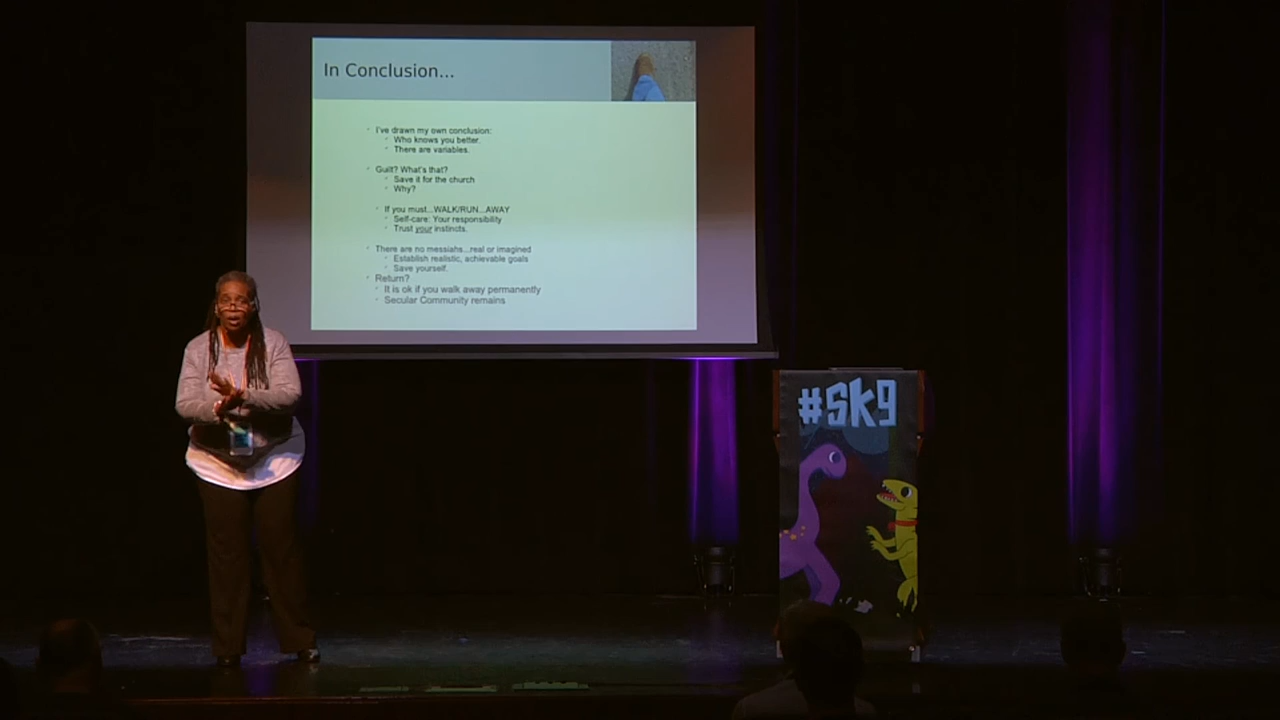 In Conclusion...
I've drawn my own conclusion:
Who knows you better.
There are variables.
Guilt? What's that?
Save it for the church
Why?
If you must...WALK/RUN...AWAY
Self-care: Your responsibility
Trust your instincts.
There are no messiahs...real or imagined
Establish realistic, achievable goals
Save yourself.
Return?
It is ok if you walk away permanently
Secular Community remains
#SK9